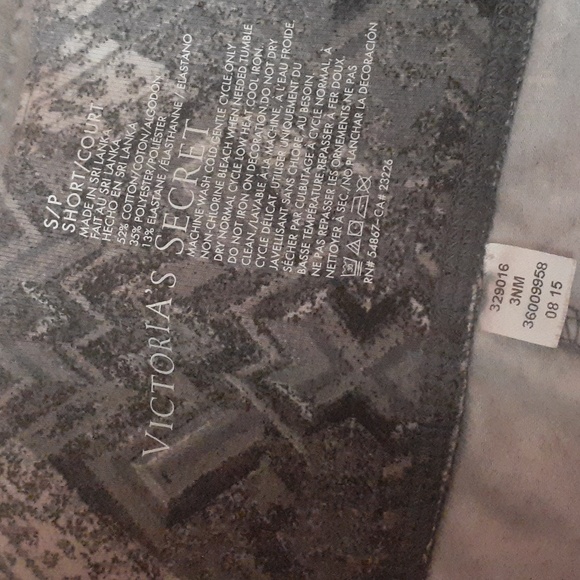 S/P
SHORT/COURT
MADE IN SRI LANKA
FAIT AU SRI LANKA
HECHO EN SRI LANKA
52% COTTON/COTON/ALGODON
35% POLYESTER/POLIÉSTER
13% ELASTANE / ÉLASTHANNE / ELASTANO
VICTORIA'S SECRET
MACHINE WASH COLD, GENTLE CYCLE.ONLY
NONCHLORINE BLEACH WHEN NEEDED.TUMBLE
DRY NORMAL CYCLE,LOW HEAT.COOL IRON.
DO NOT IRON ON DECORATION.DO NOT DRY
CLEAN/LAVABLE A LA MACHINE, A L'EAU FROIDE,
CYCLE DÉLICAT. UTILISER UNIQUEMENT DU
JAVELLISANT SANS CHLORE, AU BESOIN.
SÉCHER PAR CULBUTAGE À CYCLE NORMAL, À
BASSE TEMPÉRATURE.REPASSER À FER DOUX.
NE PAS REPASSER LES ORNEMENTS.NE PAS
NETTOYER À SEC. /NO PLANCHAR LA DECORACIÓN
RN# 54867-CA# 23226
329016
3NM
36009958
08 15